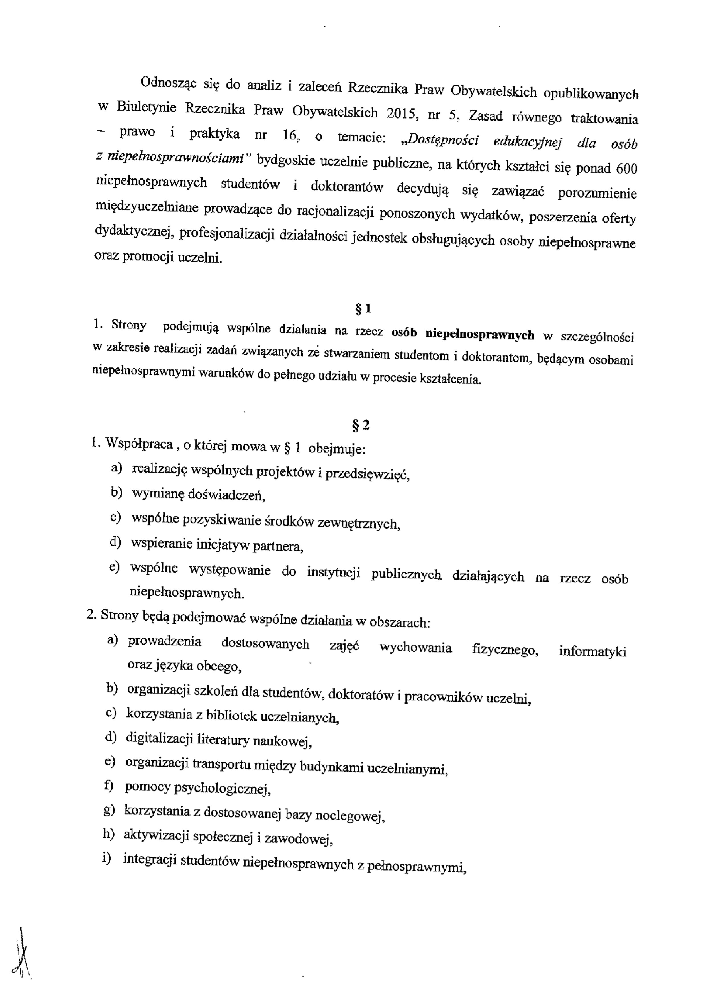 Odnosząc się do analiz i zaleceń Rzecznika Praw Obywatelskich opublikowanych
w Biuletynie Rzecznika Praw Obywatelskich 2015, nr 5, Zasad równego traktowania
– prawo i praktyka nr 16, o temacie: „Dostępności edukacyjnej dla osób
z niepełnosprawnościami” bydgoskie uczelnie publiczne, na których kształci się ponad 600
niepełnosprawnych studentów i doktorantów decydują się zawiązać porozumienie
międzyuczelniane prowadzące do racjonalizacji ponoszonych wydatków, poszerzenia oferty
dydaktycznej, profesjonalizacji działalności jednostek obsługujących osoby niepełnosprawne
oraz promocji uczelni.
§ 1
1. Strony podejmują wspólne działania na rzecz osób niepełnosprawnych w szczególności
w zakresie realizacji zadań związanych ze stwarzaniem studentom i doktorantom, będącym osobami
niepełnosprawnymi warunków do pełnego udziału w procesie kształcenia.
§ 2
1. Współpraca , o której mowa w § 1 obejmuje:
a) realizację wspólnych projektów i przedsięwzięć,
b) wymianę doświadczeń,
c) wspólne pozyskiwanie środków zewnętrznych,
d) wspieranie inicjatyw partnera,
e) wspólne występowanie do instytucji publicznych działających na rzecz osób
niepełnosprawnych.
2. Strony będą podejmować wspólne działania w obszarach:
a) prowadzenia dostosowanych zajęć wychowania fizycznego, informatyki
oraz języka obcego,
b) organizacji szkoleń dla studentów, doktoratów i pracowników uczelni,
c) korzystania z bibliotek uczelnianych,
d) digitalizacji literatury naukowej,
e) organizacji transportu między budynkami uczelnianymi,
f) pomocy psychologicznej,
g) korzystania z dostosowanej bazy noclegowej,
h) aktywizacji społecznej i zawodowej,
i) integracji studentów niepełnosprawnych z pełnosprawnymi,